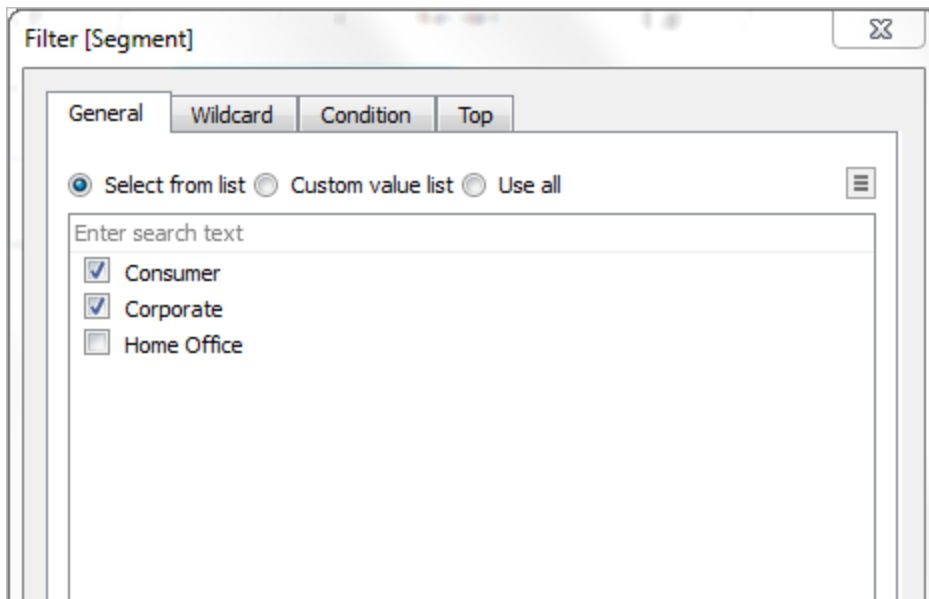 Filter [Segment]
General Wildcard Condition Top
Select from list Custom value list Use all
Enter search text
Consumer
Corporate
Home Office